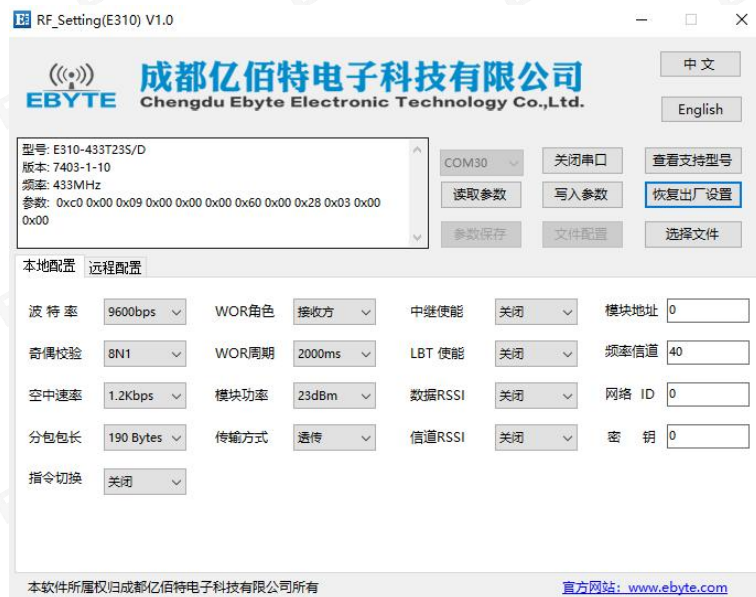 RF_Setting(E310) V1.0
EBYTE
成都亿佰特电子科技有限公司
Chengdu Ebyte Electronic Technology Co.,Ltd.
中文
English
型号: E310-433T23S/D
版本: 7403-1-10
频率: 433MHz
参数: 0xc0 0x00 0x09 0x00 0x00 0x00 0x60 0x00 0x28 0x03 0x00
0x00
COM30 关闭串口 查看支持型号
读取参数 写入参数 恢复出厂设置
参数保存 文件配置 选择文件
本地配置 远程配置
波特率 9600bps WOR角色 接收方 中继使能 关闭 模块地址 0
奇偶校验 8N1 WOR周期 2000ms LBT 使能 关闭 频率信道 40
空中速率 1.2Kbps 模块功率 23dBm 数据RSSI 关闭 网络 ID 0
分包包长 190 Bytes 传输方式 透传 信道RSSI 关闭 密 钥 0
指令切换 关闭
本软件所属权归成都亿佰特电子科技有限公司所有 官方网站：www.ebyte.com